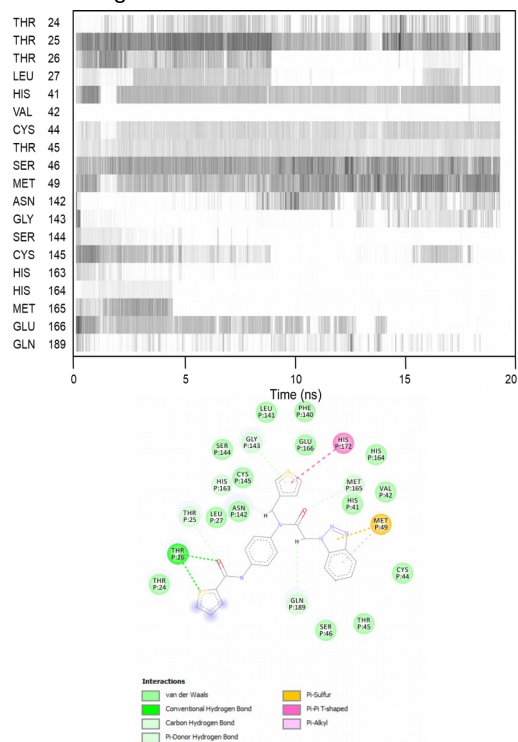 THR 24
THR 25
THR 26
LEU 27
HIS 41
VAL 42
CYS 44
THR 45
SER 46
MET 49
ASN 142
GLY 143
SER 144
CYS 145
HIS 163
HIS 164
MET 165
GLU 166
GLN 189
0 5 10 15 20
Time (ns)
LEU P:141
PHE P:140
GLY P:143
GLU P:166
HIS P:172
SER P:144
HIS P:164
HIS P:163
CYS P:145
MET P:165
VAL P:42
HIS P:41
THR P:25
LEU P:27
ASN P:142
MET P:49
THR P:26
CYS P:44
THR P:24
GLN P:189
SER P:46
THR P:45
H
N
O
N
N
N
H
O
N
S
S
Interactions
van der Waals
Conventional Hydrogen Bond
Carbon Hydrogen Bond
Pi-Donor Hydrogen Bond
Pi-Sulfur
Pi-Pi T-shaped
Pi-Alkyl